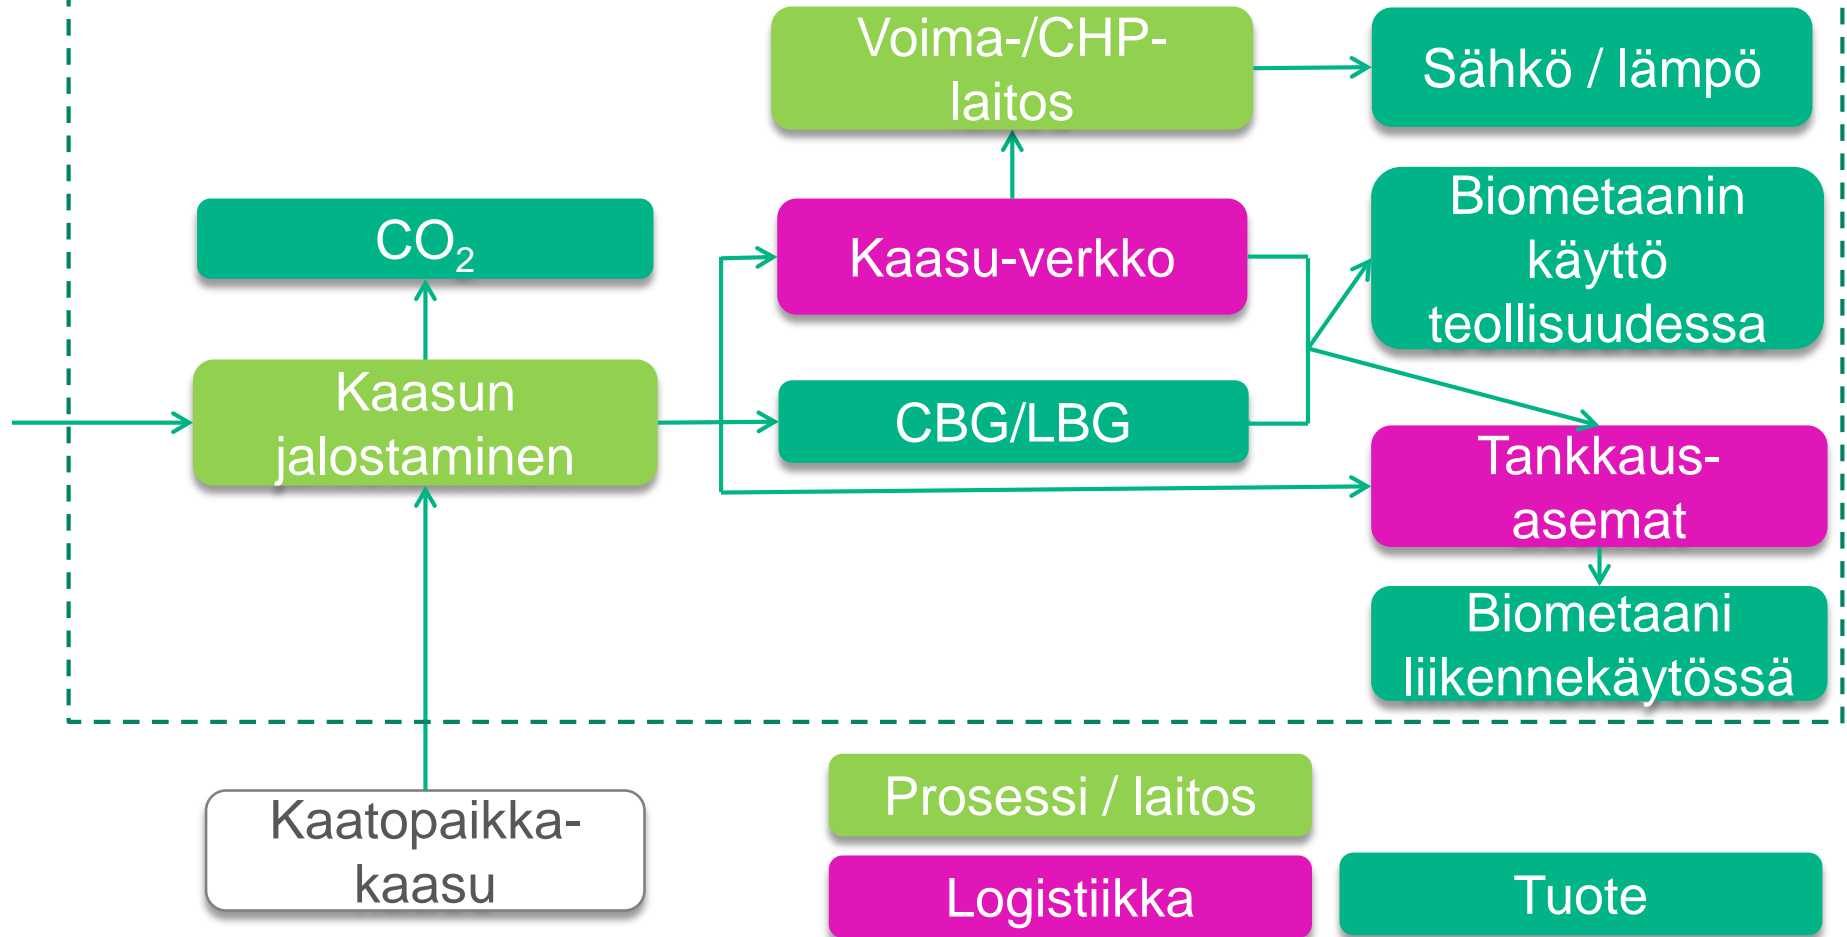 Voima-/CHP-
laitos
Sähkö / lämpö
CO₂
Kaasu-verkko
Biometaanin
käyttö
teollisuudessa
Kaasun
jalostaminen
CBG/LBG
Tankkaus-
asemat
Biometaani
liikennekäytössä
Kaatopaikka-
kaasu
Prosessi / laitos
Logistiikka
Tuote